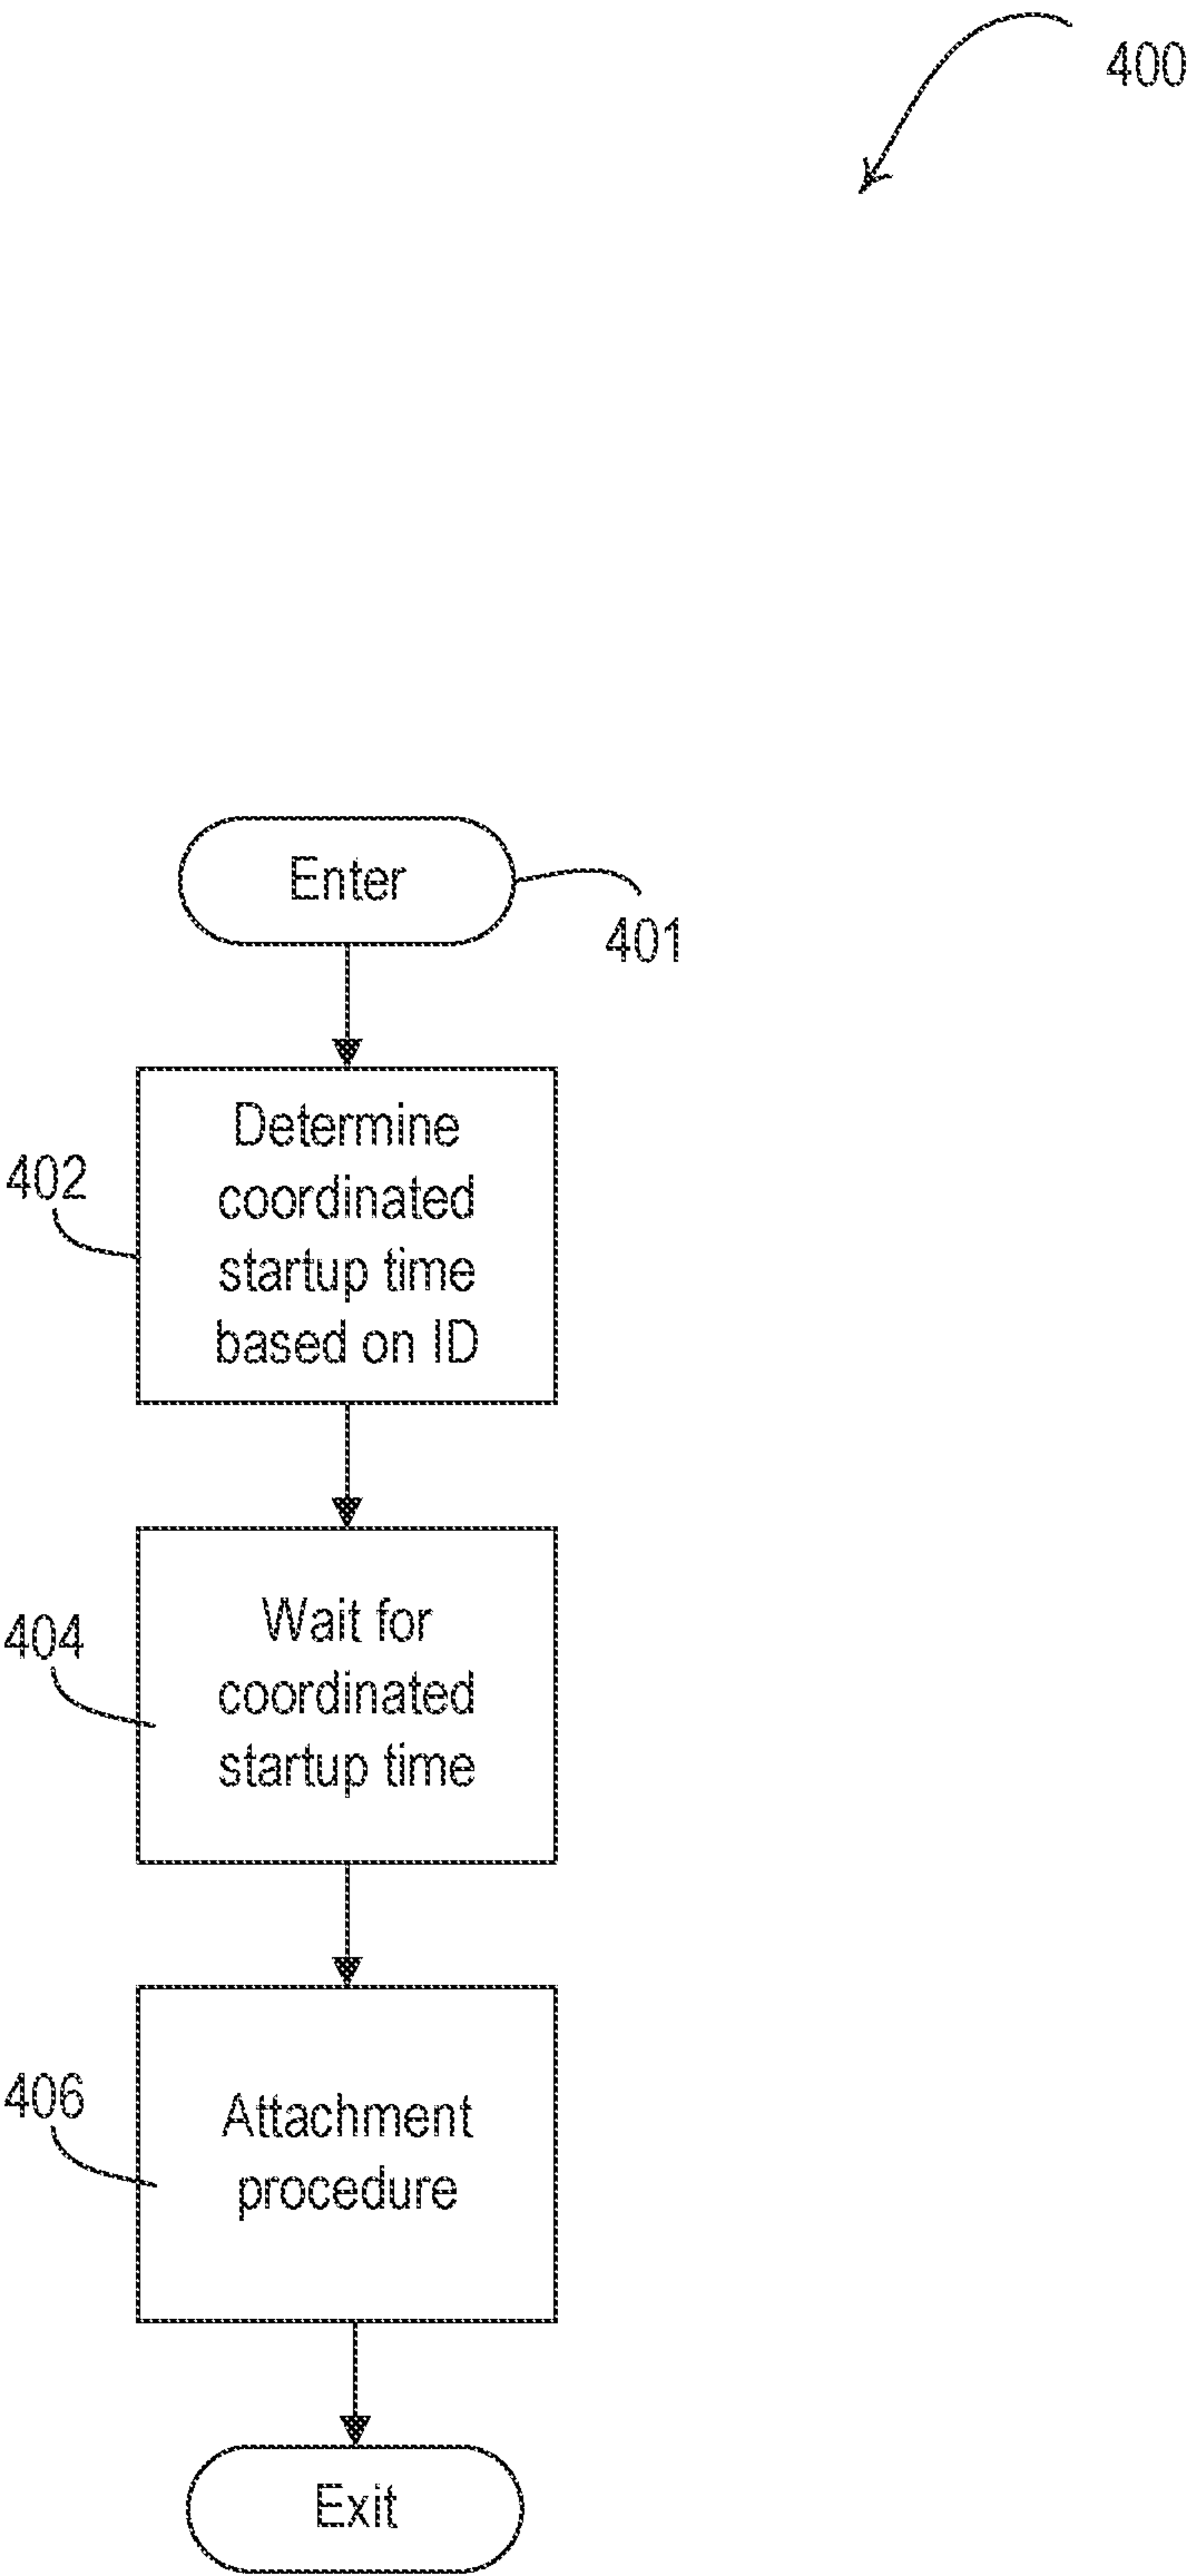 400
Enter
401
402
Determine
coordinated
startup time
based on ID
404
Wait for
coordinated
startup time
406
Attachment
procedure
Exit